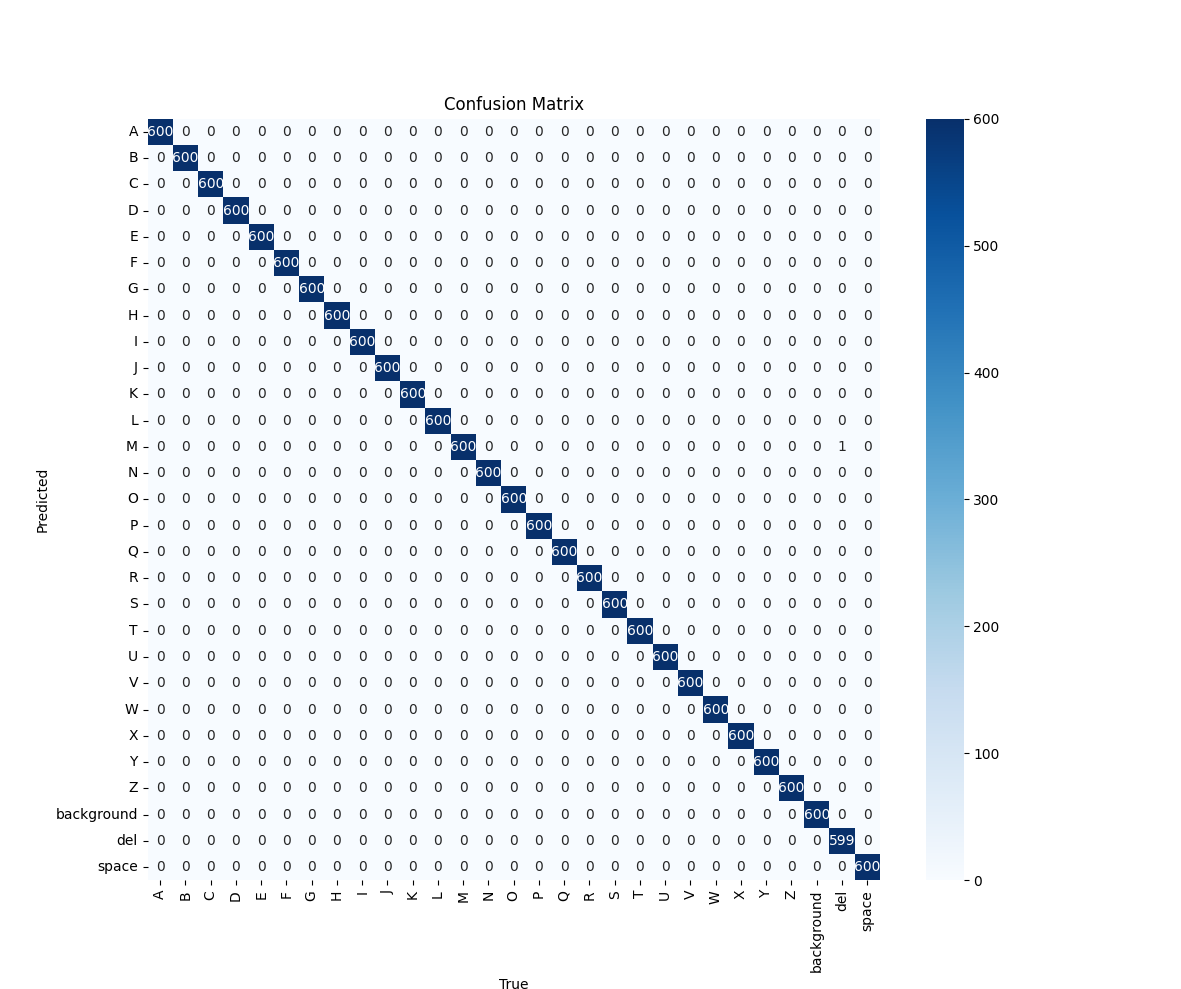 Confusion Matrix
A 600 0 0 0 0 0 0 0 0 0 0 0 0 0 0 0 0 0 0 0 0 0 0 0 0 0 0 0 0
B 0 600 0 0 0 0 0 0 0 0 0 0 0 0 0 0 0 0 0 0 0 0 0 0 0 0 0 0 0
C 0 0 600 0 0 0 0 0 0 0 0 0 0 0 0 0 0 0 0 0 0 0 0 0 0 0 0 0 0
D 0 0 0 600 0 0 0 0 0 0 0 0 0 0 0 0 0 0 0 0 0 0 0 0 0 0 0 0 0
E 0 0 0 0 600 0 0 0 0 0 0 0 0 0 0 0 0 0 0 0 0 0 0 0 0 0 0 0 0
F 0 0 0 0 0 600 0 0 0 0 0 0 0 0 0 0 0 0 0 0 0 0 0 0 0 0 0 0 0
G 0 0 0 0 0 0 600 0 0 0 0 0 0 0 0 0 0 0 0 0 0 0 0 0 0 0 0 0 0
H 0 0 0 0 0 0 0 600 0 0 0 0 0 0 0 0 0 0 0 0 0 0 0 0 0 0 0 0 0
I 0 0 0 0 0 0 0 0 600 0 0 0 0 0 0 0 0 0 0 0 0 0 0 0 0 0 0 0 0
J 0 0 0 0 0 0 0 0 0 600 0 0 0 0 0 0 0 0 0 0 0 0 0 0 0 0 0 0 0
K 0 0 0 0 0 0 0 0 0 0 600 0 0 0 0 0 0 0 0 0 0 0 0 0 0 0 0 0 0
L 0 0 0 0 0 0 0 0 0 0 0 600 0 0 0 0 0 0 0 0 0 0 0 0 0 0 0 0 0
M 0 0 0 0 0 0 0 0 0 0 0 0 600 0 0 0 0 0 0 0 0 0 0 0 0 0 0 1 0
N 0 0 0 0 0 0 0 0 0 0 0 0 0 600 0 0 0 0 0 0 0 0 0 0 0 0 0 0 0
O 0 0 0 0 0 0 0 0 0 0 0 0 0 0 600 0 0 0 0 0 0 0 0 0 0 0 0 0 0
P 0 0 0 0 0 0 0 0 0 0 0 0 0 0 0 600 0 0 0 0 0 0 0 0 0 0 0 0 0
Q 0 0 0 0 0 0 0 0 0 0 0 0 0 0 0 0 600 0 0 0 0 0 0 0 0 0 0 0 0
R 0 0 0 0 0 0 0 0 0 0 0 0 0 0 0 0 0 600 0 0 0 0 0 0 0 0 0 0 0
S 0 0 0 0 0 0 0 0 0 0 0 0 0 0 0 0 0 0 600 0 0 0 0 0 0 0 0 0 0
T 0 0 0 0 0 0 0 0 0 0 0 0 0 0 0 0 0 0 0 600 0 0 0 0 0 0 0 0 0
U 0 0 0 0 0 0 0 0 0 0 0 0 0 0 0 0 0 0 0 0 600 0 0 0 0 0 0 0 0
V 0 0 0 0 0 0 0 0 0 0 0 0 0 0 0 0 0 0 0 0 0 600 0 0 0 0 0 0 0
W 0 0 0 0 0 0 0 0 0 0 0 0 0 0 0 0 0 0 0 0 0 0 600 0 0 0 0 0 0
X 0 0 0 0 0 0 0 0 0 0 0 0 0 0 0 0 0 0 0 0 0 0 0 600 0 0 0 0 0
Y 0 0 0 0 0 0 0 0 0 0 0 0 0 0 0 0 0 0 0 0 0 0 0 0 600 0 0 0 0
Z 0 0 0 0 0 0 0 0 0 0 0 0 0 0 0 0 0 0 0 0 0 0 0 0 0 600 0 0 0
background 0 0 0 0 0 0 0 0 0 0 0 0 0 0 0 0 0 0 0 0 0 0 0 0 0 0 600 0 0
del 0 0 0 0 0 0 0 0 0 0 0 0 0 0 0 0 0 0 0 0 0 0 0 0 0 0 0 599 0
space 0 0 0 0 0 0 0 0 0 0 0 0 0 0 0 0 0 0 0 0 0 0 0 0 0 0 0 0 600
A B C D E F G H I J K L M N O P Q R S T U V W X Y Z background del space
True
Predicted
600
500
400
300
200
100
0